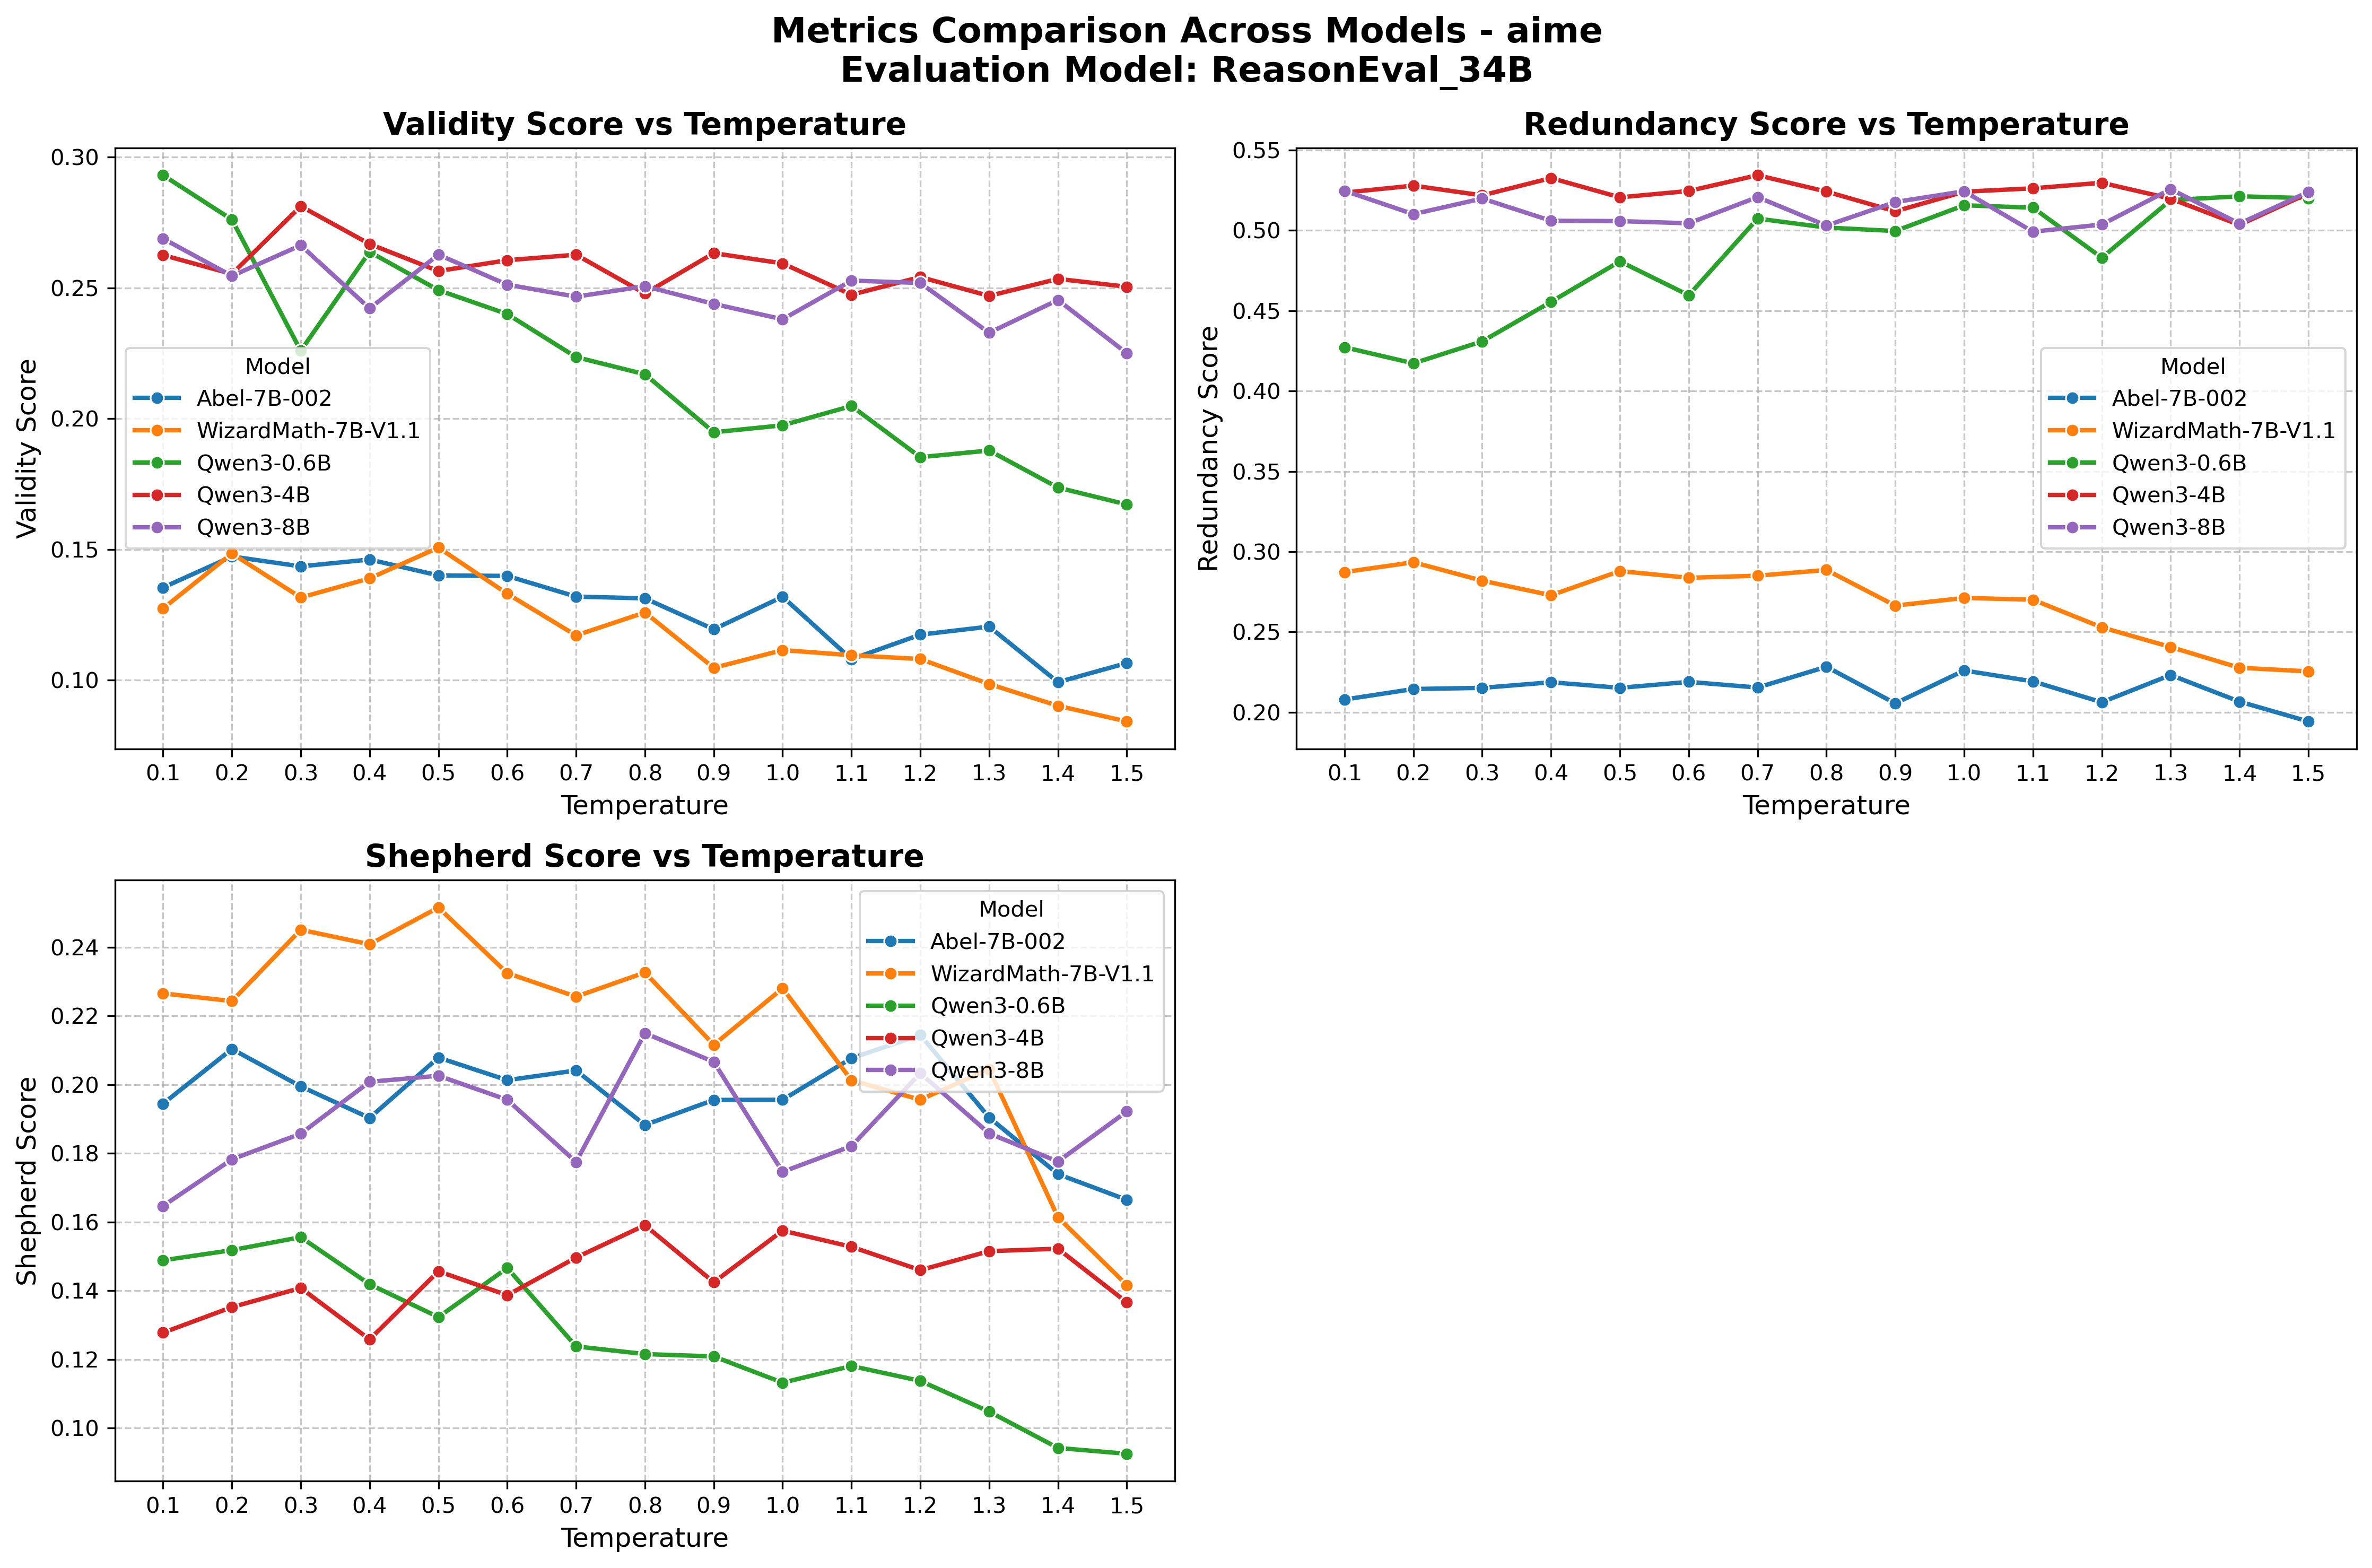 Metrics Comparison Across Models - aime
Evaluation Model: ReasonEval_34B
Validity Score vs Temperature
Validity Score
0.30
0.25
0.20
0.15
0.10
Model
Abel-7B-002
WizardMath-7B-V1.1
Qwen3-0.6B
Qwen3-4B
Qwen3-8B
0.1 0.2 0.3 0.4 0.5 0.6 0.7 0.8 0.9 1.0 1.1 1.2 1.3 1.4 1.5
Temperature
Redundancy Score vs Temperature
Redundancy Score
0.55
0.50
0.45
0.40
0.35
0.30
0.25
0.20
Model
Abel-7B-002
WizardMath-7B-V1.1
Qwen3-0.6B
Qwen3-4B
Qwen3-8B
0.1 0.2 0.3 0.4 0.5 0.6 0.7 0.8 0.9 1.0 1.1 1.2 1.3 1.4 1.5
Temperature
Shepherd Score vs Temperature
Shepherd Score
0.24
0.22
0.20
0.18
0.16
0.14
0.12
0.10
Model
Abel-7B-002
WizardMath-7B-V1.1
Qwen3-0.6B
Qwen3-4B
Qwen3-8B
0.1 0.2 0.3 0.4 0.5 0.6 0.7 0.8 0.9 1.0 1.1 1.2 1.3 1.4 1.5
Temperature